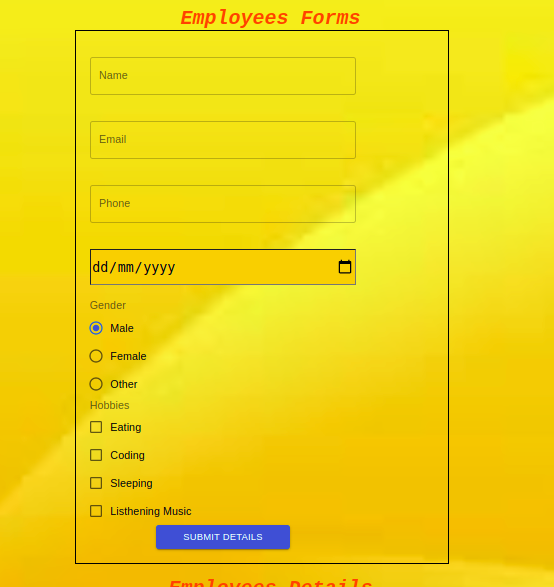 Employees Forms
Name
Email
Phone
dd/mm/yyyy
Gender
Male
Female
Other
Hobbies
Eating
Coding
Sleeping
Listhening Music
SUBMIT DETAILS
Employees Details